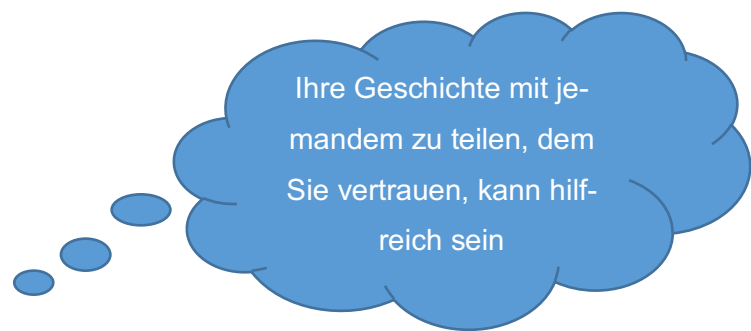 Ihre Geschichte mit je-
mandem zu teilen, dem
Sie vertrauen, kann hilf-
reich sein